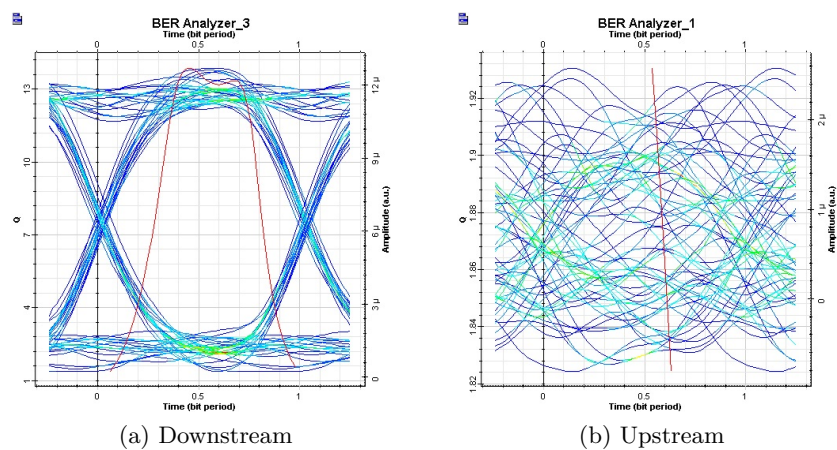 BER Analyzer_3
Time (bit period)
0 0.5 1
13
10
7
4
1
Q
12 µ
9 µ
6 µ
3 µ
0
Amplitude (a.u.)
0 0.5 1
Time (bit period)
(a) Downstream
BER Analyzer_1
Time (bit period)
0 0.5 1
1.92
1.9
1.88
1.86
1.84
1.82
Q
2 µ
1 µ
0
Amplitude (a.u.)
0 0.5 1
Time (bit period)
(b) Upstream